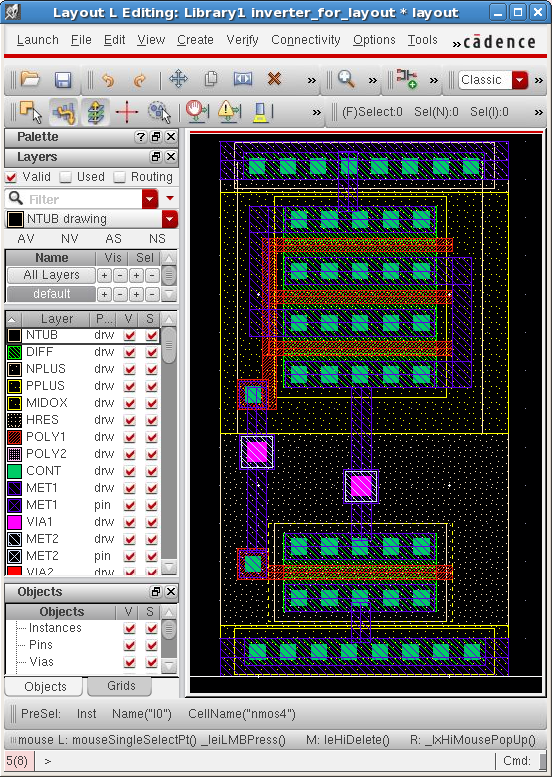 Layout L Editing: Library1 inverter_for_layout * layout
Launch File Edit View Create Verify Connectivity Options Tools » cādence
» » » Classic »
» (F)Select:0 Sel(N):0 Sel(I):0 »
Palette ?
Layers
Valid Used Routing
Filter
NTUB drawing
AV NV AS NS
Name Vis Sel
All Layers + - + -
default + - + -
Layer P... V S
NTUB drw
DIFF drw
NPLUS drw
PPLUS drw
MIDOX drw
HRES drw
POLY1 drw
POLY2 drw
CONT drw
MET1 drw
MET1 pin
VIA1 drw
MET2 drw
MET2 pin
VIA2 drw
Objects
Objects V S
Instances
Pins
Vias
Objects Grids
PreSel: Inst Name("I0") CellName("nmos4")
mouse L: mouseSingleSelectPt() _leiLMBPress() M: leHiDelete() R: _lxHiMousePopUp()
5(8) > Cmd: